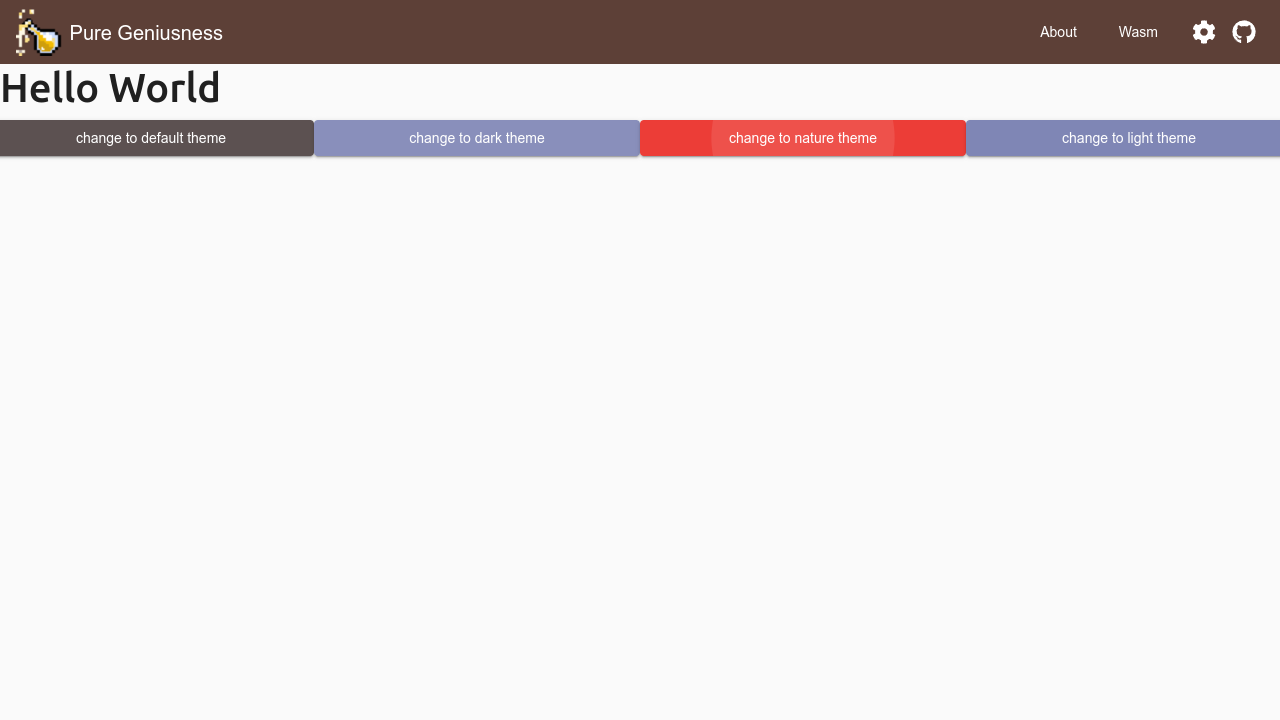 Pure Geniusness
About
Wasm
Hello World
change to default theme
change to dark theme
change to nature theme
change to light theme